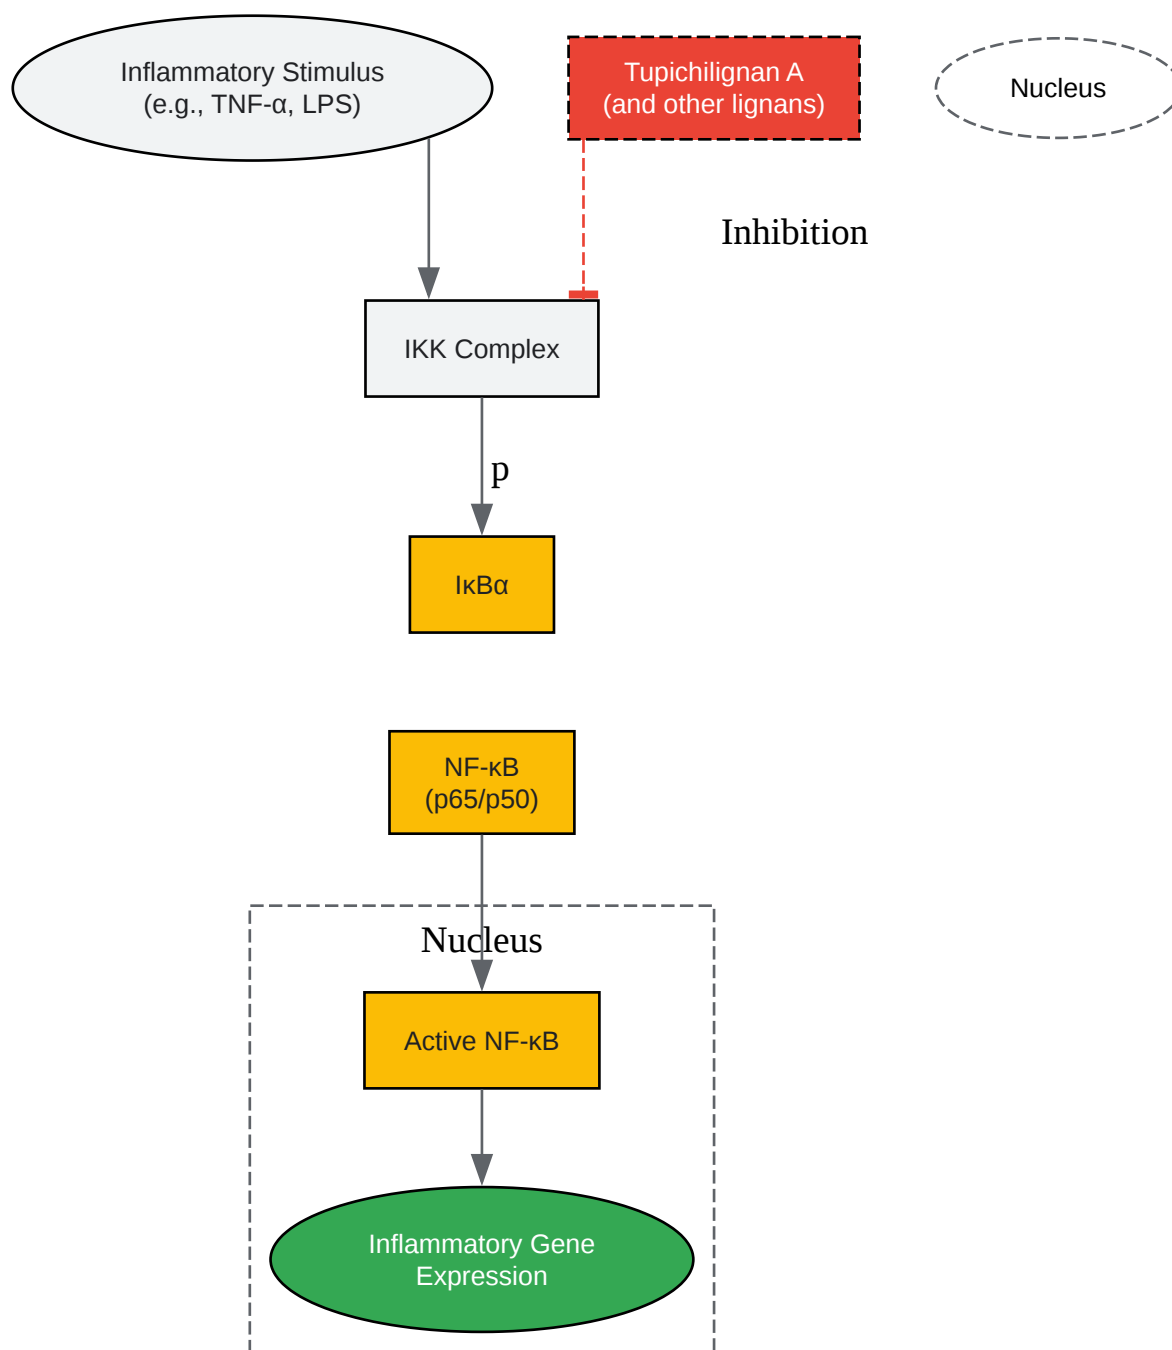 Inflammatory Stimulus
(e.g., TNF-α, LPS)
Tupichilignan A
(and other lignans)
Nucleus
Inhibition
IKK Complex
p
IκBα
NF-κB
(p65/p50)
Nucleus
Active NF-κB
Inflammatory Gene
Expression